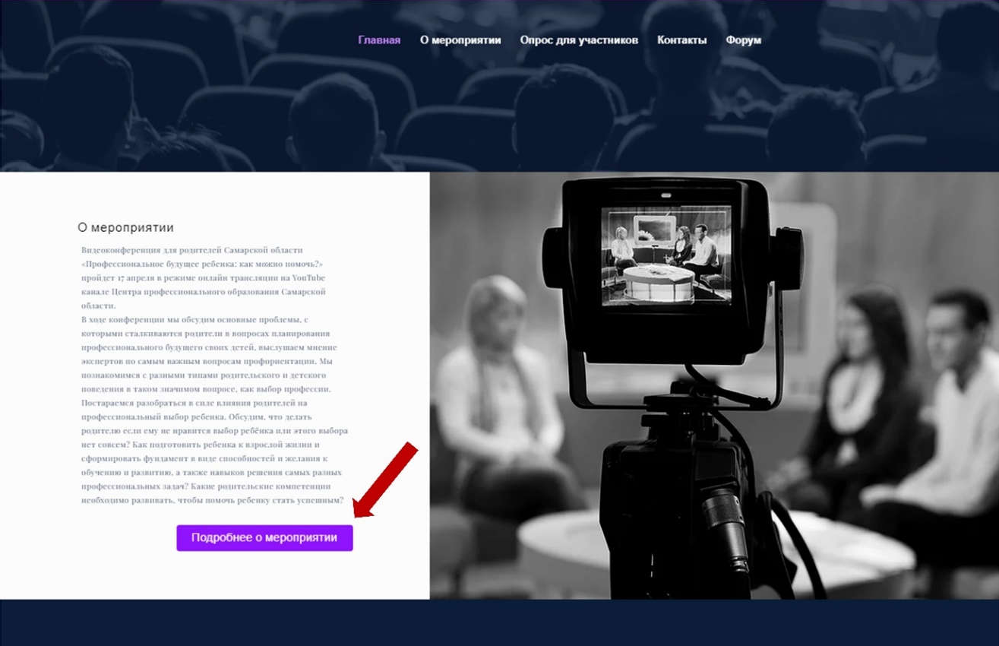 Главная О мероприятии Опрос для участников Контакты Форум
О мероприятии
Видеоконференция для родителей Самарской области
«Профессиональное будущее ребенка: как можно помочь?»
пройдет 17 апреля в режиме онлайн трансляции на YouTube
канале Центра профессионального образования Самарской
области.
В ходе конференции мы обсудим основные проблемы, с
которыми сталкиваются родители в вопросах планирования
профессионального будущего своих детей, выслушаем мнение
экспертов по самым важным вопросам профориентации. Мы
познакомимся с разными типами родительского и детского
поведения в таком значимом вопросе, как выбор профессии.
Постараемся разобраться в силе влияния родителей на
профессиональный выбор ребенка. Обсудим, что делать
родителю если ему не нравится выбор ребёнка или этого выбора
нет совсем? Как подготовить ребенка к взрослой жизни и
сформировать фундамент в виде способностей и желания к
обучению и развитию, а также навыков решения самых разных
профессиональных задач? Какие родительские компетенции
необходимо развивать, чтобы помочь ребенку стать успешным?
Подробнее о мероприятии